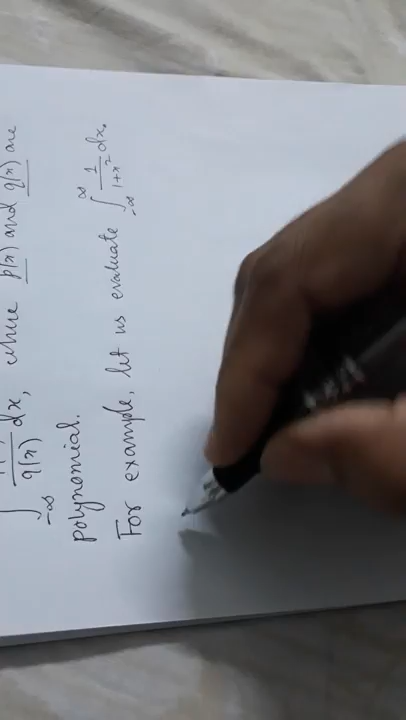 ∫_{-∞} /q(x) dx, where p(x) and q(x) are
polynomial.
For example, let us evaluate ∫_{-∞}^{∞} 1/(1+x²) dx.